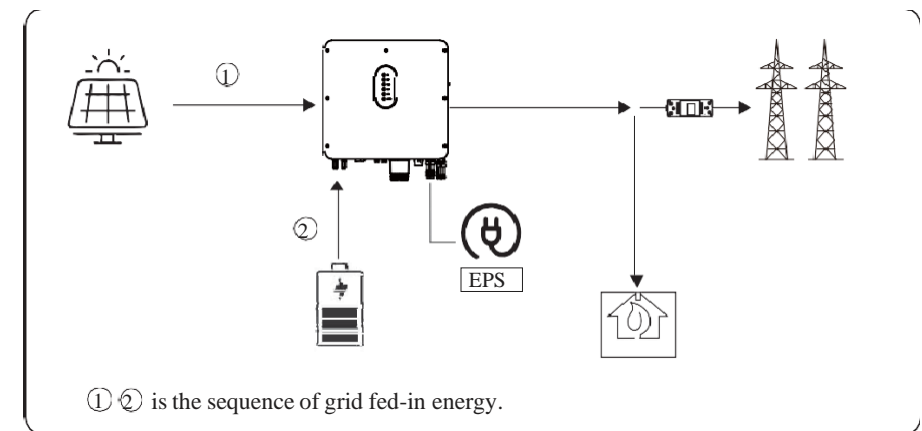 ①
②
EPS
① ② is the sequence of grid fed-in energy.